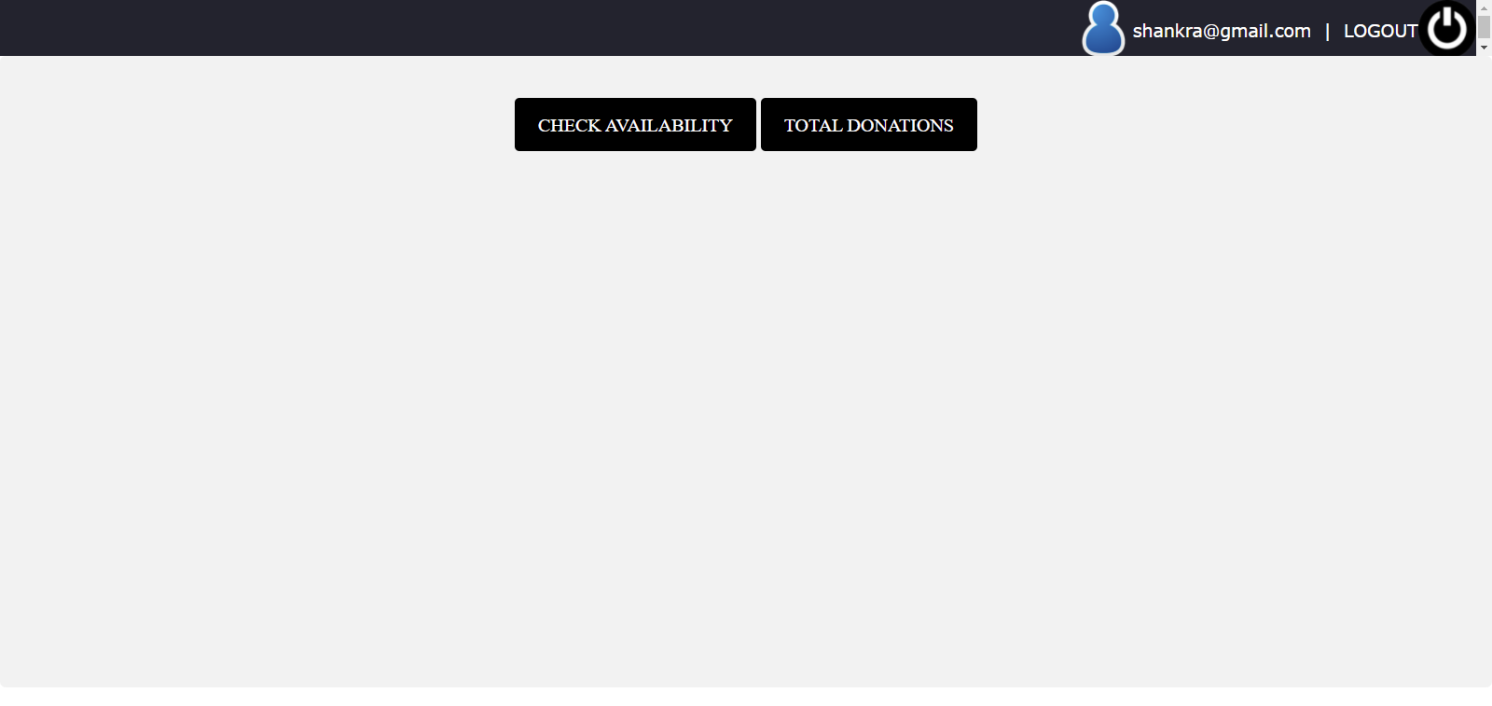 shankra@gmail.com | LOGOUT
CHECK AVAILABILITY TOTAL DONATIONS